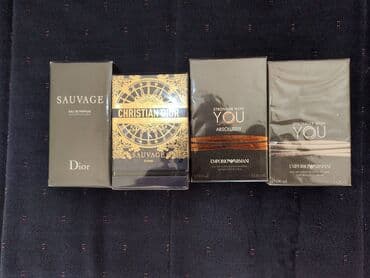 SAUVAGE
EAU DE PARFUM
Dior
CHRISTIAN DIOR
SAUVAGE
STRONGER WITH
YOU
ABSOLUTELY
EMPORIO ARMANI
STRONGER WITH
YOU
EMPORIO ARMANI